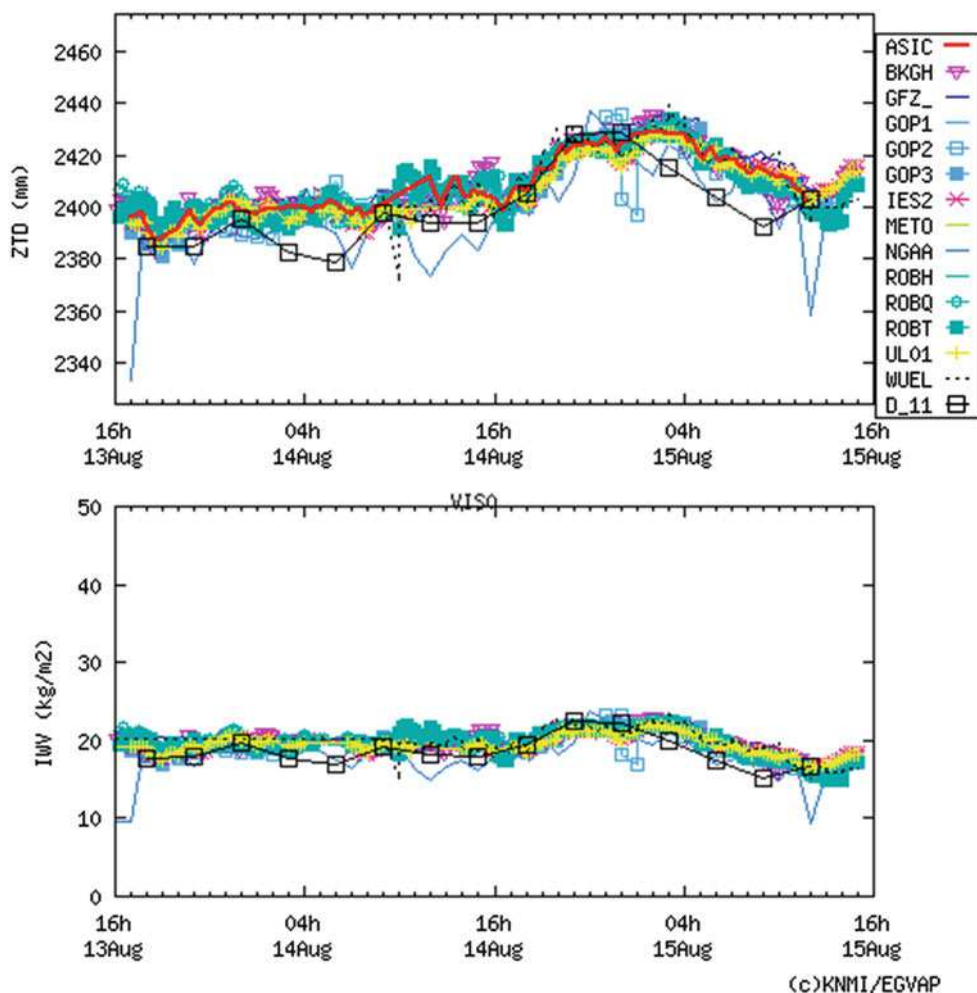 2460
2440
2420
2400
2380
2360
2340
ZTD (mm)
16h 04h 16h 04h 16h
13Aug 14Aug 14Aug 15Aug 15Aug
ASIC
BKGH
GFZ_
GOP1
GOP2
GOP3
IES2
METO
NGAA
ROBH
ROBQ
ROBT
UL01
WUEL
D_11
VISO
50
40
30
20
10
0
IWV (kg/m2)
16h 04h 16h 04h 16h
13Aug 14Aug 14Aug 15Aug 15Aug
(c)KNMI/EGVAP